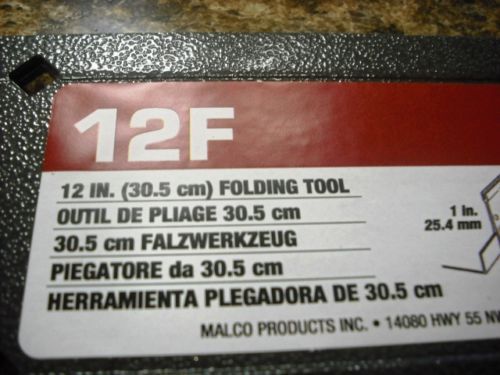 12F
12 IN. (30.5 cm) FOLDING TOOL
OUTIL DE PLIAGE 30.5 cm
30.5 cm FALZWERKZEUG
PIEGATORE da 30.5 cm
HERRAMIENTA PLEGADORA DE 30.5 cm
1 in.
25.4 mm
MALCO PRODUCTS INC. • 14080 HWY 55 NW